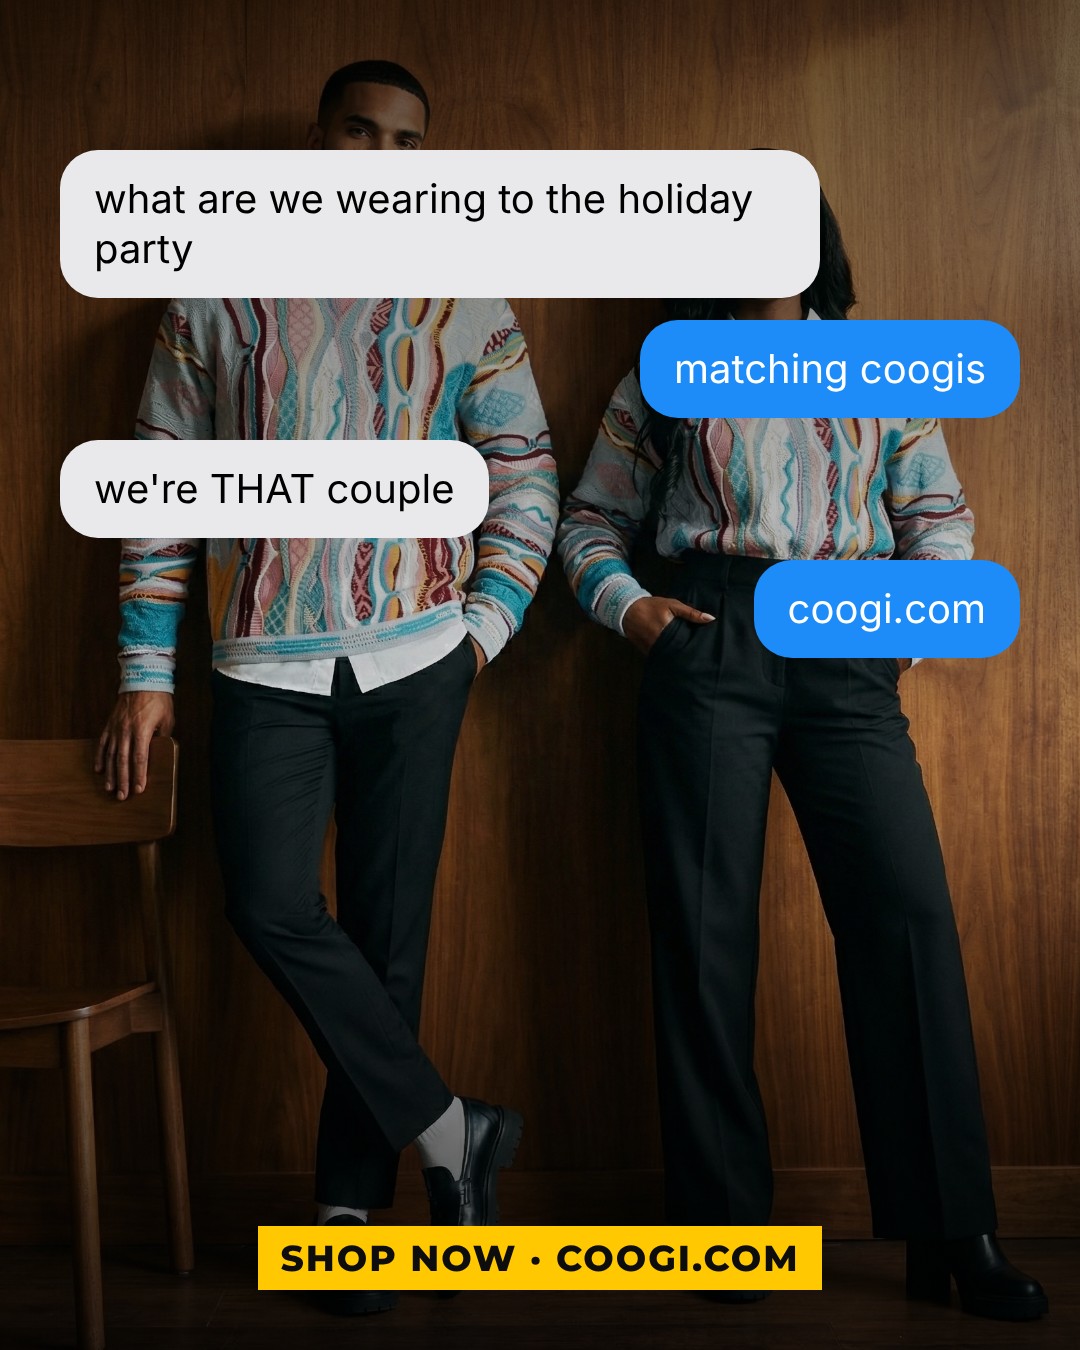 what are we wearing to the holiday
party
matching coogis
we're THAT couple
coogi.com
SHOP NOW · COOGI.COM